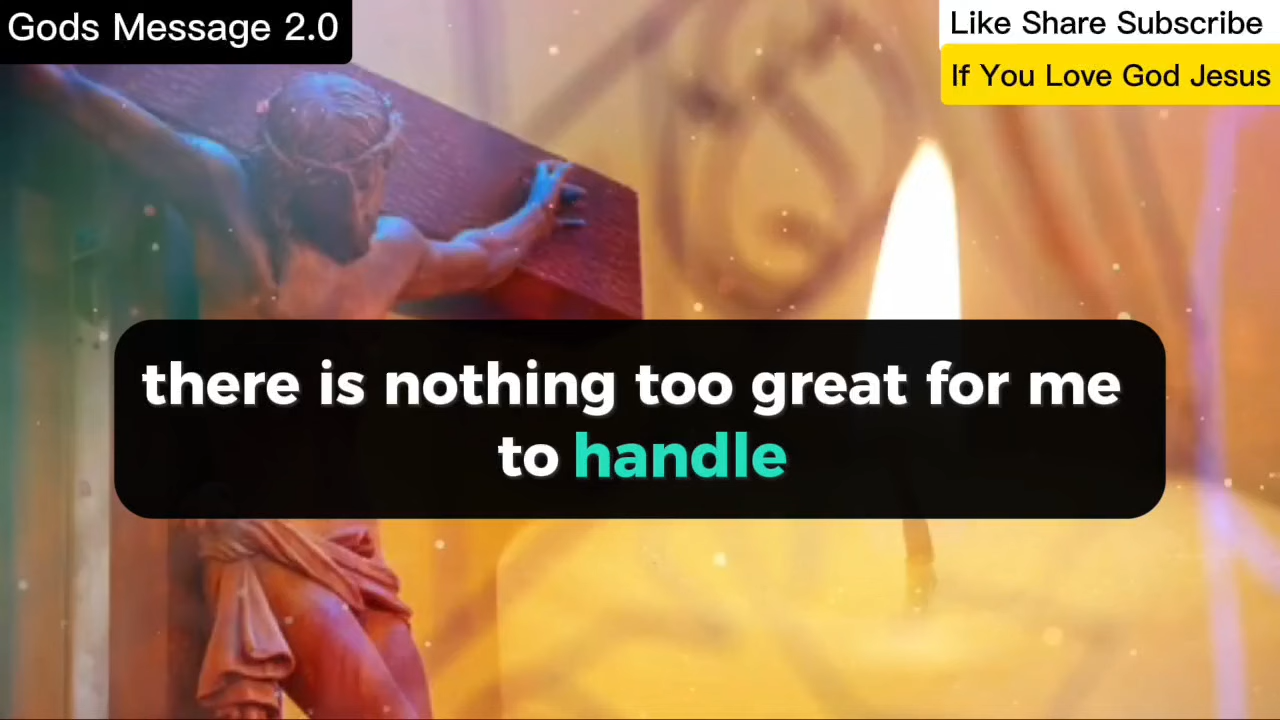 Gods Message 2.0
Like Share Subscribe
If You Love God Jesus
there is nothing too great for me
to handle